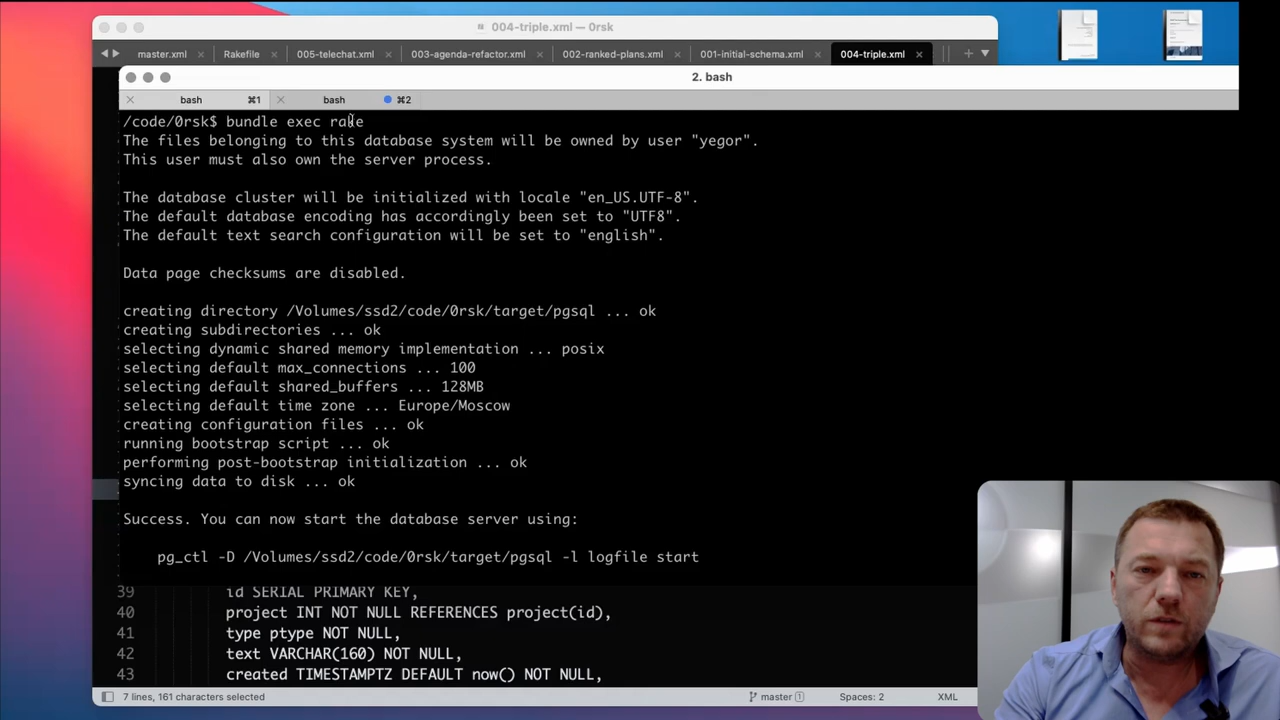 004-triple.xml — 0rsk
master.xml
Rakefile
005-telechat.xml
003-agenda-refactor.xml
002-ranked-plans.xml
001-initial-schema.xml
004-triple.xml
2. bash
bash ⌘1
bash ⌘2
/code/0rsk$ bundle exec rake
The files belonging to this database system will be owned by user "yegor".
This user must also own the server process.
The database cluster will be initialized with locale "en_US.UTF-8".
The default database encoding has accordingly been set to "UTF8".
The default text search configuration will be set to "english".
Data page checksums are disabled.
creating directory /Volumes/ssd2/code/0rsk/target/pgsql ... ok
creating subdirectories ... ok
selecting dynamic shared memory implementation ... posix
selecting default max_connections ... 100
selecting default shared_buffers ... 128MB
selecting default time zone ... Europe/Moscow
creating configuration files ... ok
running bootstrap script ... ok
performing post-bootstrap initialization ... ok
syncing data to disk ... ok
Success. You can now start the database server using:
pg_ctl -D /Volumes/ssd2/code/0rsk/target/pgsql -l logfile start
39 id SERIAL PRIMARY KEY,
40 project INT NOT NULL REFERENCES project(id),
41 type ptype NOT NULL,
42 text VARCHAR(160) NOT NULL,
43 created TIMESTAMPTZ DEFAULT now() NOT NULL,
7 lines, 161 characters selected
master 1
Spaces: 2
XML